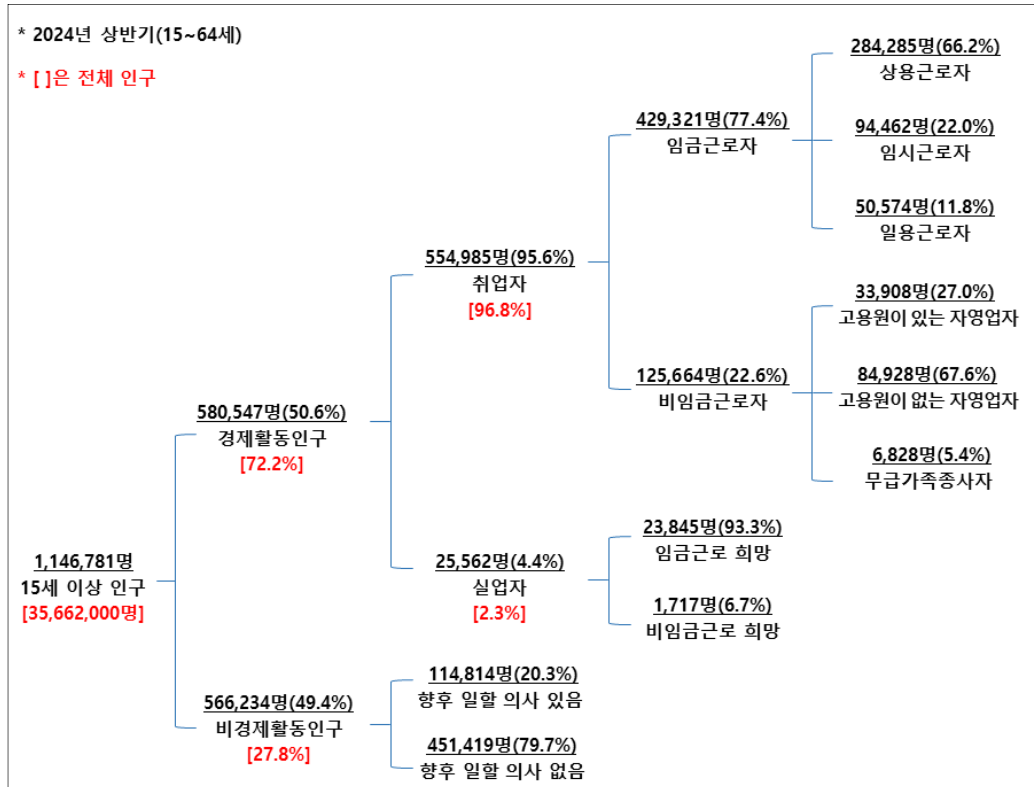 * 2024년 상반기(15~64세)
* [ ]은 전체 인구
284,285명(66.2%)
상용근로자
429,321명(77.4%)
임금근로자
94,462명(22.0%)
임시근로자
50,574명(11.8%)
일용근로자
554,985명(95.6%)
취업자
[96.8%]
33,908명(27.0%)
고용원이 있는 자영업자
125,664명(22.6%)
비임금근로자
84,928명(67.6%)
고용원이 없는 자영업자
6,828명(5.4%)
무급가족종사자
580,547명(50.6%)
경제활동인구
[72.2%]
1,146,781명
15세 이상 인구
[35,662,000명]
25,562명(4.4%)
실업자
[2.3%]
23,845명(93.3%)
임금근로 희망
1,717명(6.7%)
비임금근로 희망
566,234명(49.4%)
비경제활동인구
[27.8%]
114,814명(20.3%)
향후 일할 의사 있음
451,419명(79.7%)
향후 일할 의사 없음